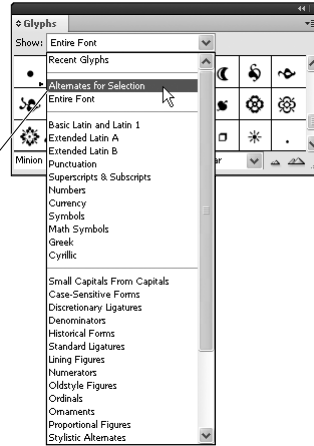 Glyphs
Show: Entire Font
Recent Glyphs
Alternates for Selection
Entire Font
Basic Latin and Latin 1
Extended Latin A
Extended Latin B
Punctuation
Superscripts & Subscripts
Numbers
Currency
Symbols
Math Symbols
Greek
Cyrillic
Minion
Small Capitals From Capitals
Case-Sensitive Forms
Discretionary Ligatures
Denominators
Historical Forms
Standard Ligatures
Lining Figures
Numerators
Oldstyle Figures
Ordinals
Ornaments
Proportional Figures
Stylistic Alternates